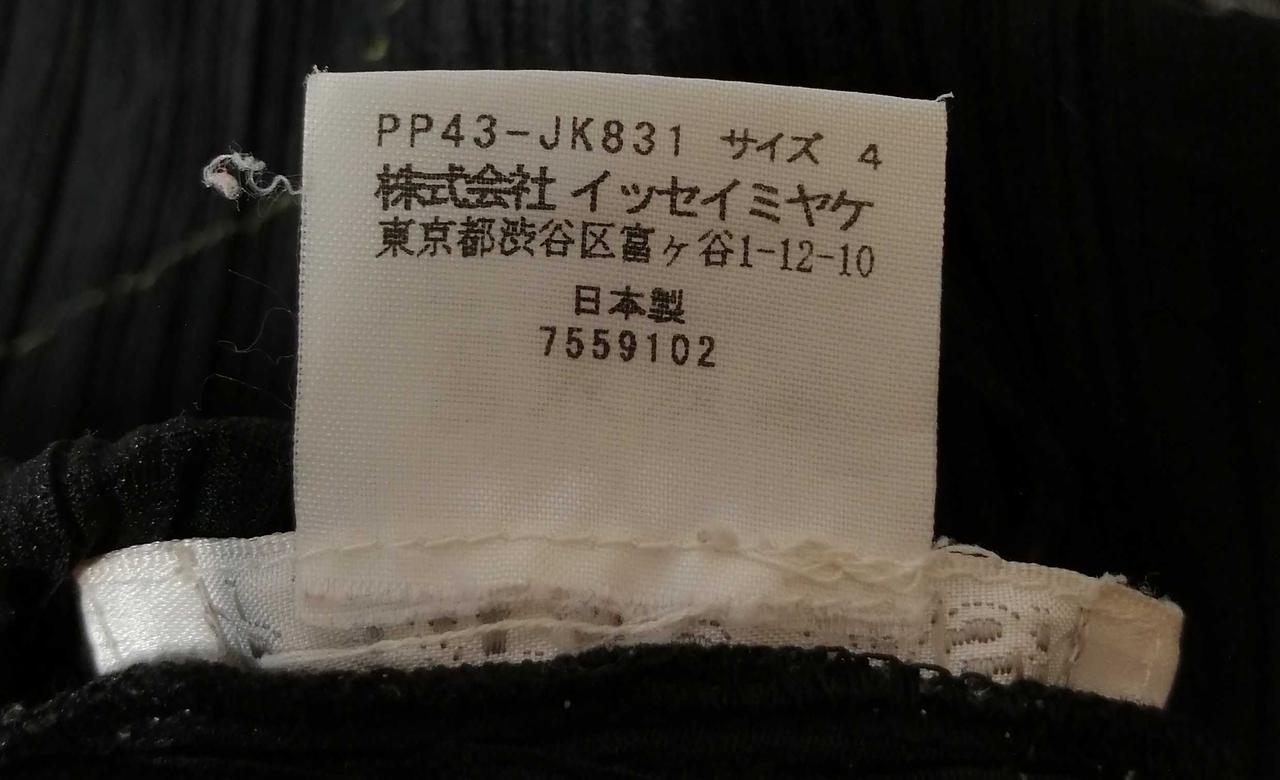 PP43-JK831 サイズ 4
株式会社 イッセイミヤケ
東京都渋谷区富ヶ谷1-12-10
日本製
7559102